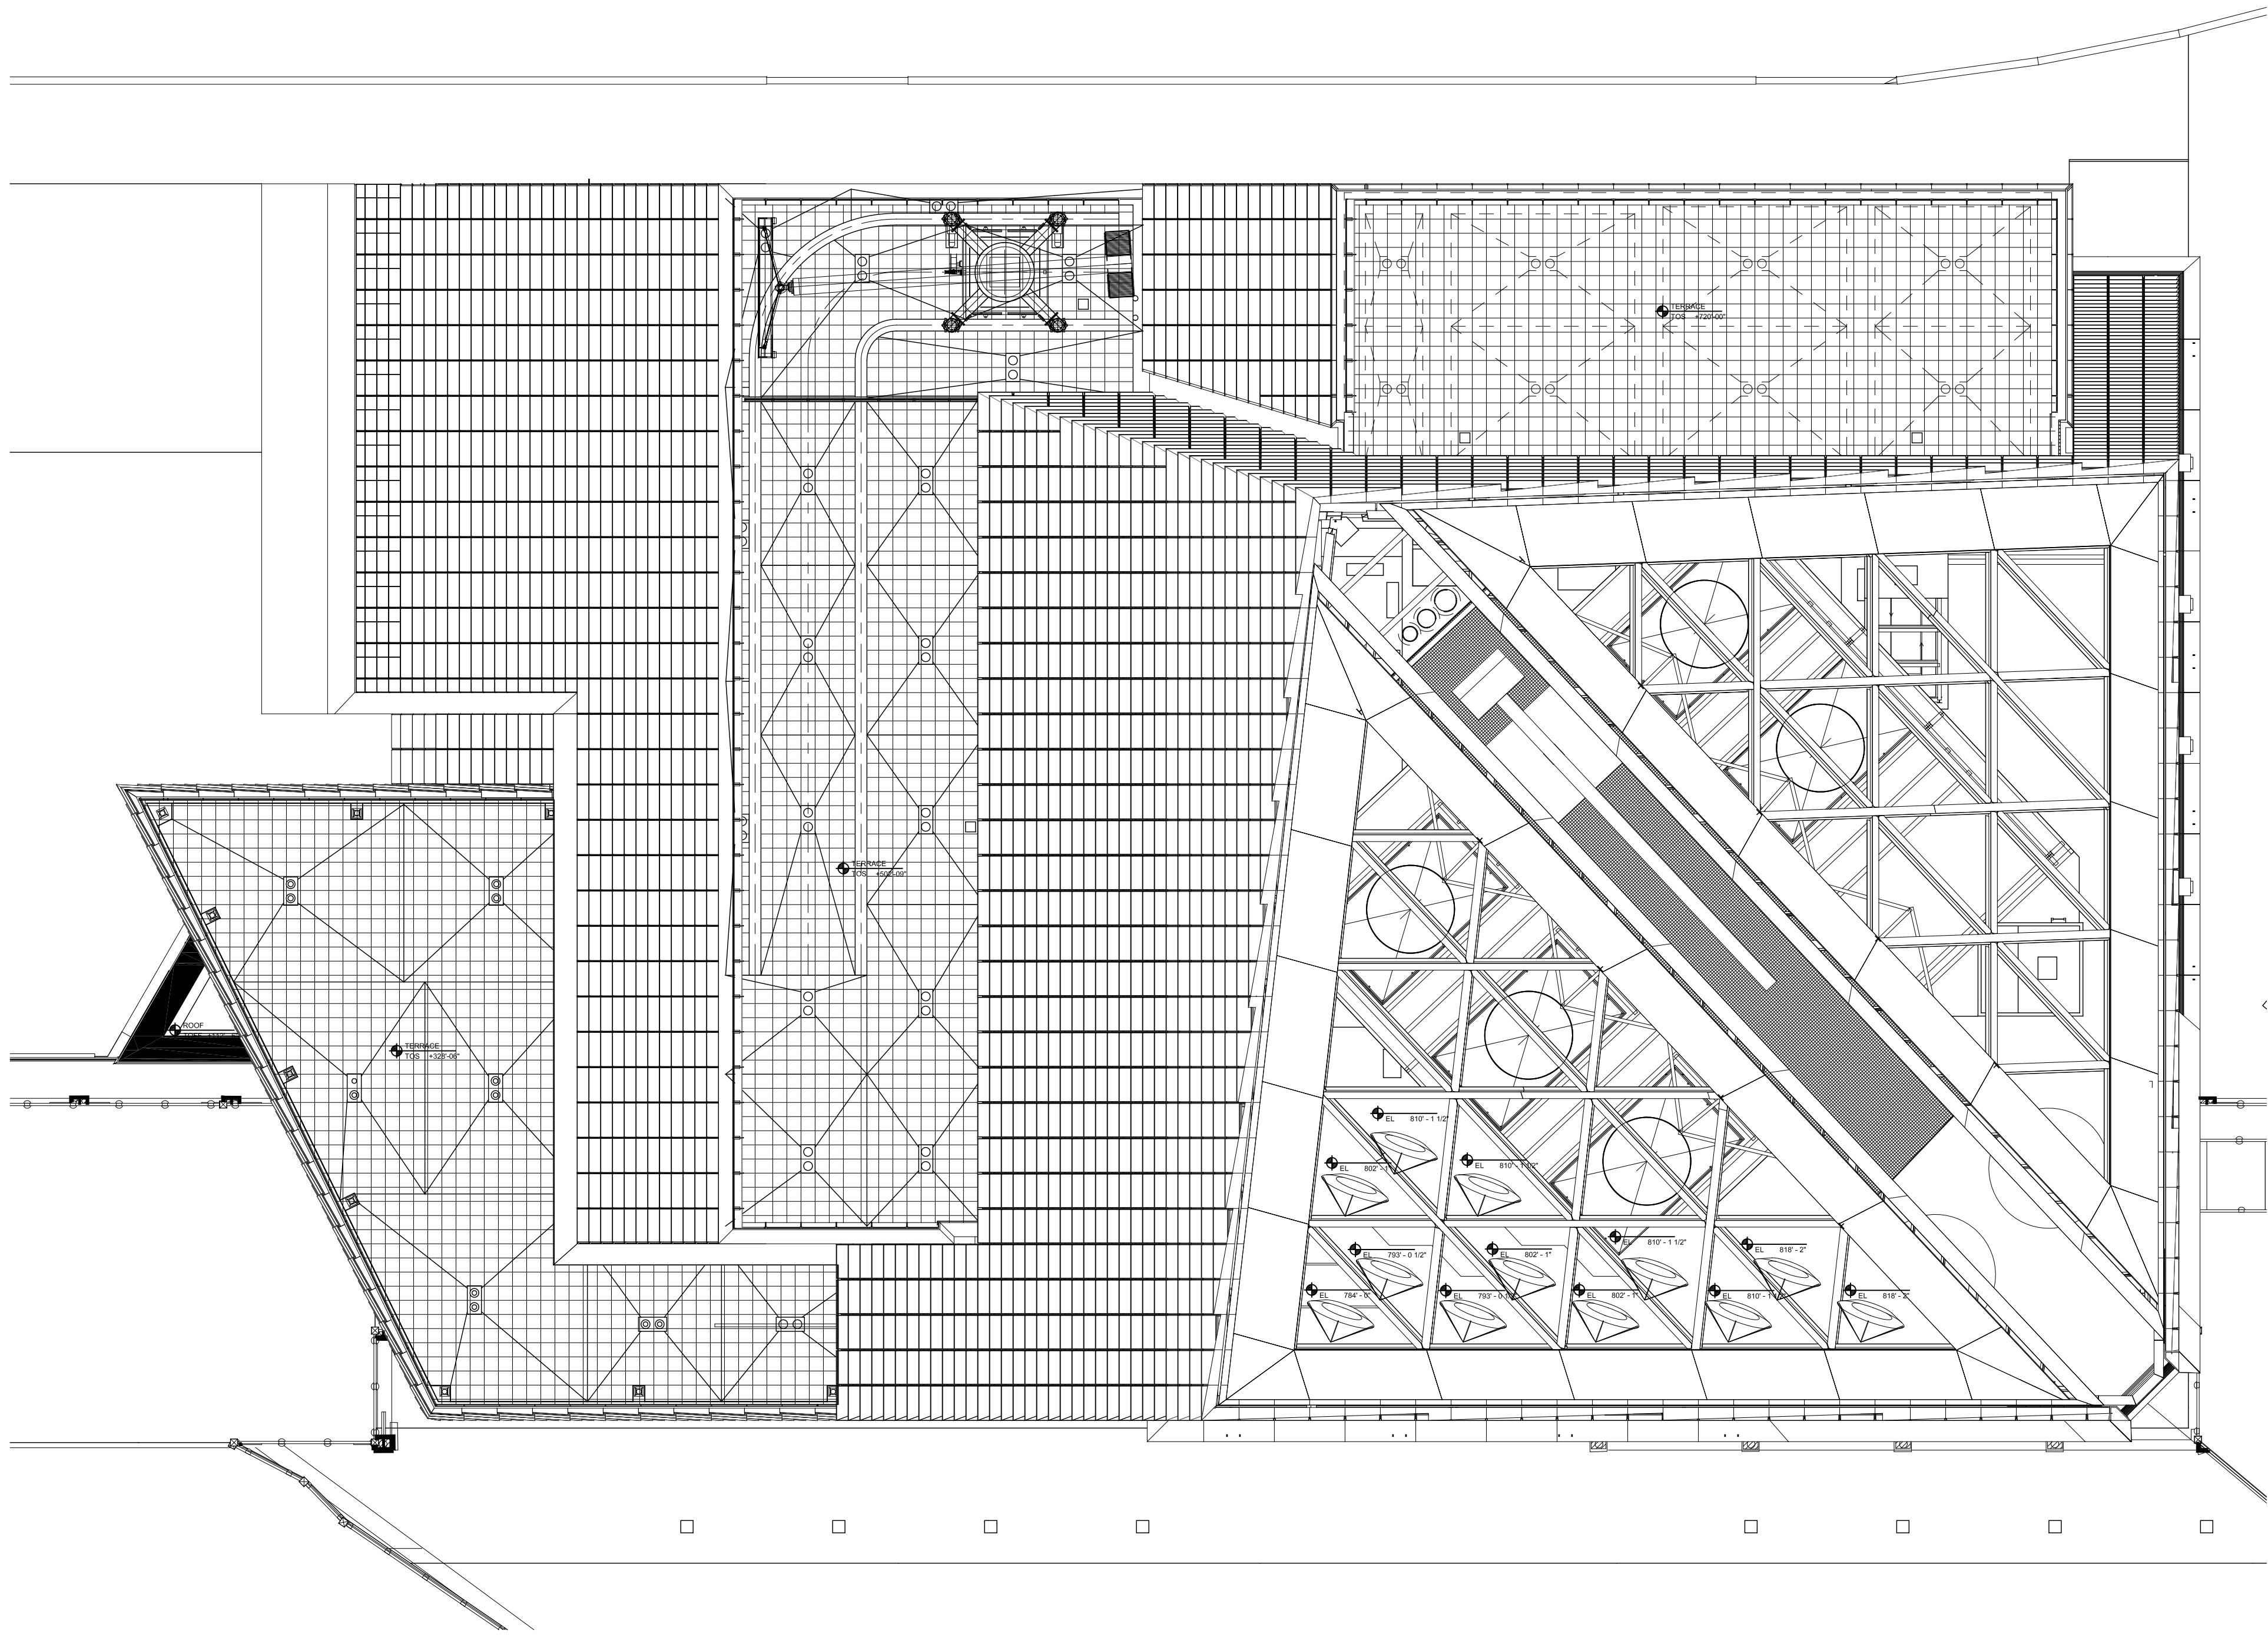 TERRACE
TOS +720'-00"
TERRACE
TOS +502'-09"
ROOF
TERRACE
TOS +328'-06"
EL 810' - 1 1/2"
EL 802' - 1"
EL 810' - 1 1/2"
EL 810' - 1 1/2"
EL 793' - 0 1/2"
EL 802' - 1"
EL 818' - 2"
EL 784' - 0"
EL 793' - 0 1/2"
EL 802' - 1"
EL 810' - 1 1/2"
EL 818' - 2"